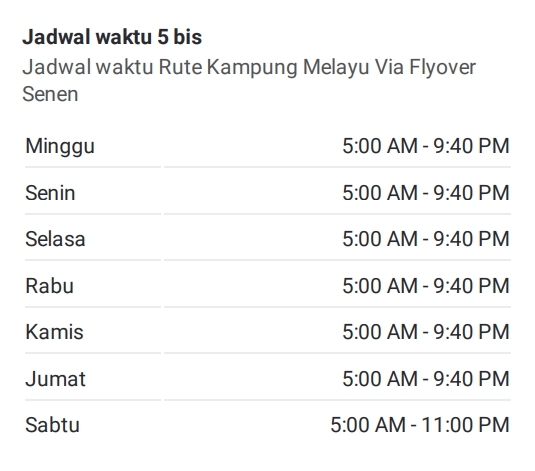 Jadwal waktu 5 bis
Jadwal waktu Rute Kampung Melayu Via Flyover
Senen
Minggu 5:00 AM - 9:40 PM
Senin 5:00 AM - 9:40 PM
Selasa 5:00 AM - 9:40 PM
Rabu 5:00 AM - 9:40 PM
Kamis 5:00 AM - 9:40 PM
Jumat 5:00 AM - 9:40 PM
Sabtu 5:00 AM - 11:00 PM